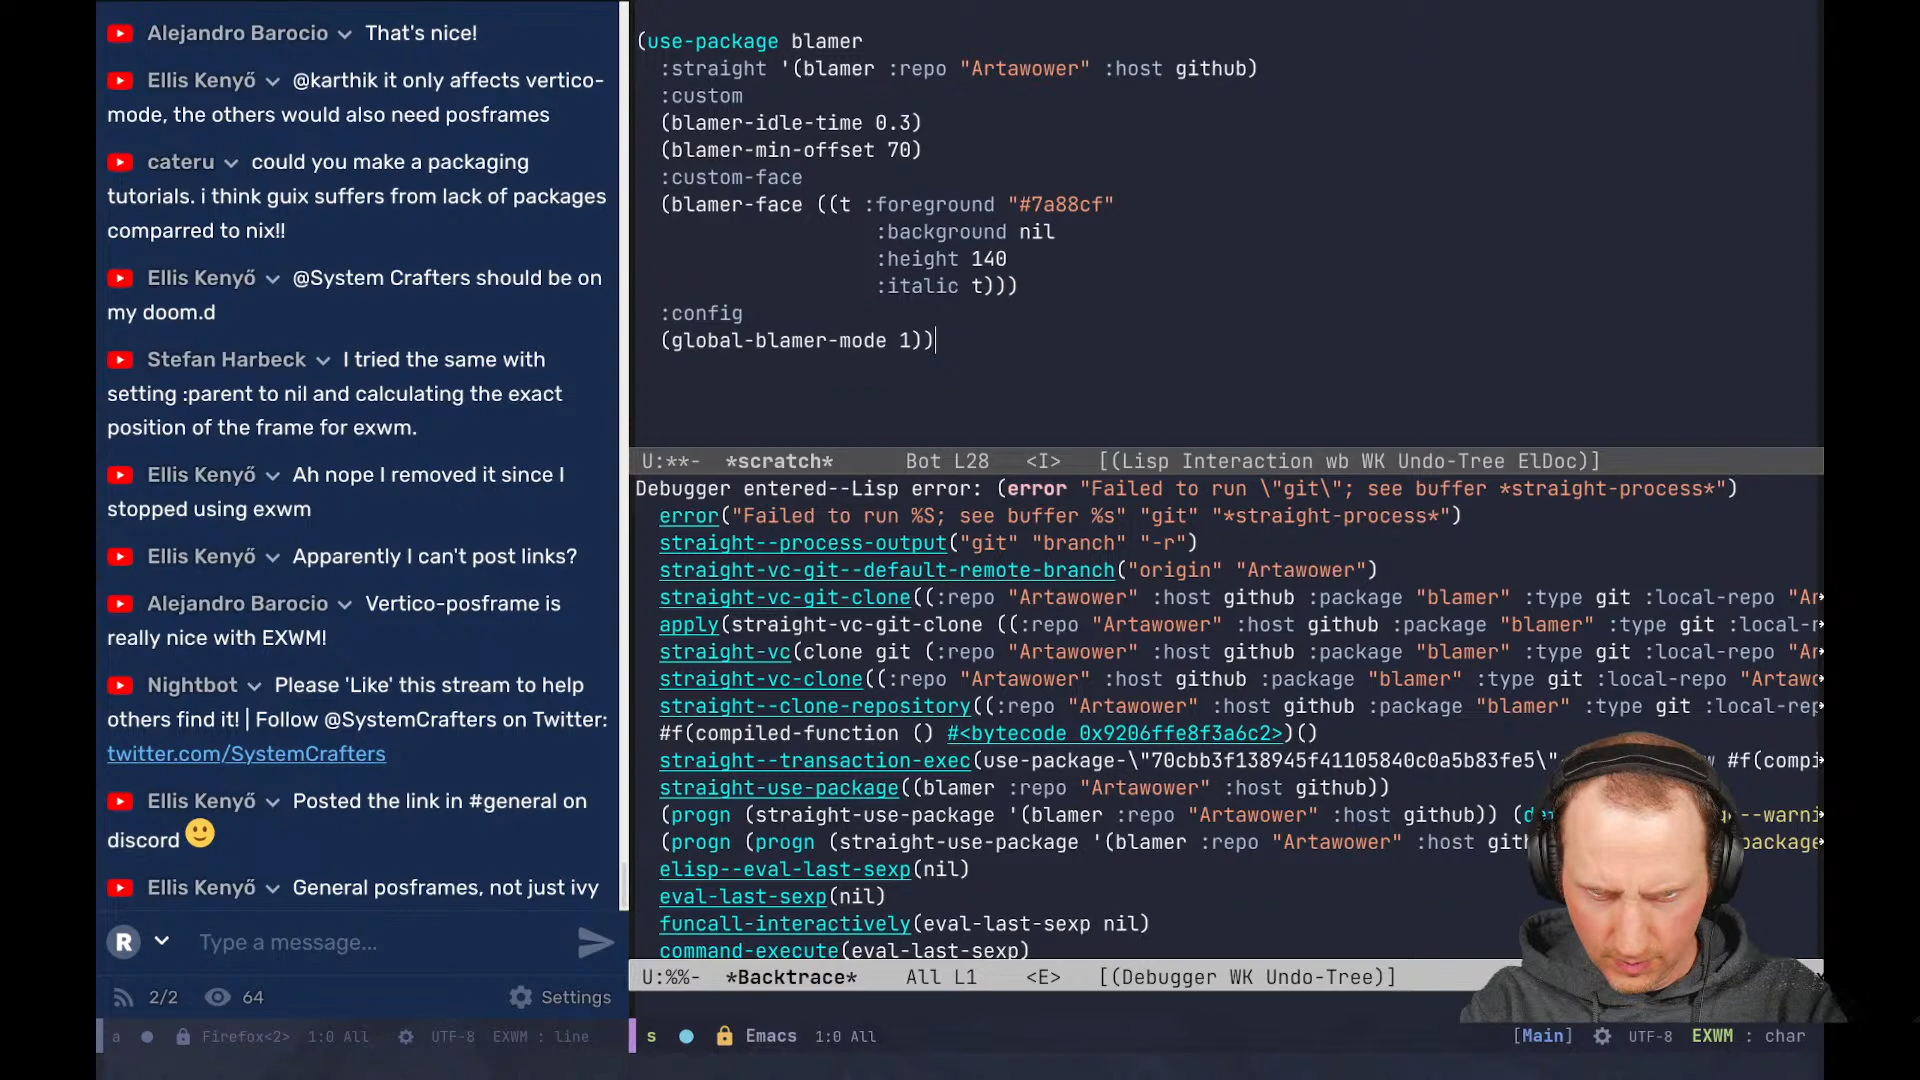 Alejandro Barocio That's nice!
Ellis Kenyő @karthik it only affects vertico-
mode, the others would also need posframes
cateru could you make a packaging
tutorials. i think guix suffers from lack of packages
comparred to nix!!
Ellis Kenyő @System Crafters should be on
my doom.d
Stefan Harbeck I tried the same with
setting :parent to nil and calculating the exact
position of the frame for exwm.
Ellis Kenyő Ah nope I removed it since I
stopped using exwm
Ellis Kenyő Apparently I can't post links?
Alejandro Barocio Vertico-posframe is
really nice with EXWM!
Nightbot Please 'Like' this stream to help
others find it! | Follow @SystemCrafters on Twitter:
twitter.com/SystemCrafters
Ellis Kenyő Posted the link in #general on
discord 🙂
Ellis Kenyő General posframes, not just ivy
R Type a message...
2/2 64 Settings
a Firefox<2> 1:0 All UTF-8 EXWM : line
(use-package blamer
:straight '(blamer :repo "Artawower" :host github)
:custom
(blamer-idle-time 0.3)
(blamer-min-offset 70)
:custom-face
(blamer-face ((t :foreground "#7a88cf"
:background nil
:height 140
:italic t)))
:config
(global-blamer-mode 1))
U:**- *scratch* Bot L28 <I> [(Lisp Interaction wb WK Undo-Tree ElDoc)]
Debugger entered--Lisp error: (error "Failed to run \"git\"; see buffer *straight-process*")
error("Failed to run %S; see buffer %s" "git" "*straight-process*")
straight--process-output("git" "branch" "-r")
straight-vc-git--default-remote-branch("origin" "Artawower")
straight-vc-git-clone((:repo "Artawower" :host github :package "blamer" :type git :local-repo "Ar
apply(straight-vc-git-clone ((:repo "Artawower" :host github :package "blamer" :type git :local-r
straight-vc(clone git (:repo "Artawower" :host github :package "blamer" :type git :local-repo "Ar
straight-vc-clone((:repo "Artawower" :host github :package "blamer" :type git :local-repo "Artawo
straight--clone-repository((:repo "Artawower" :host github :package "blamer" :type git :local-rep
#f(compiled-function () #<bytecode 0x9206ffe8f3a6c2>)()
straight--transaction-exec(use-package-\"70cbb3f138945f41105840c0a5b83fe5\" #f(compi
straight-use-package((blamer :repo "Artawower" :host github))
(progn (straight-use-package '(blamer :repo "Artawower" :host github)) --warni
(progn (progn (straight-use-package '(blamer :repo "Artawower" :host package
elisp--eval-last-sexp(nil)
eval-last-sexp(nil)
funcall-interactively(eval-last-sexp nil)
command-execute(eval-last-sexp)
U:%%- *Backtrace* All L1 <E> [(Debugger WK Undo-Tree)]
s Emacs 1:0 All [Main] UTF-8 EXWM : char